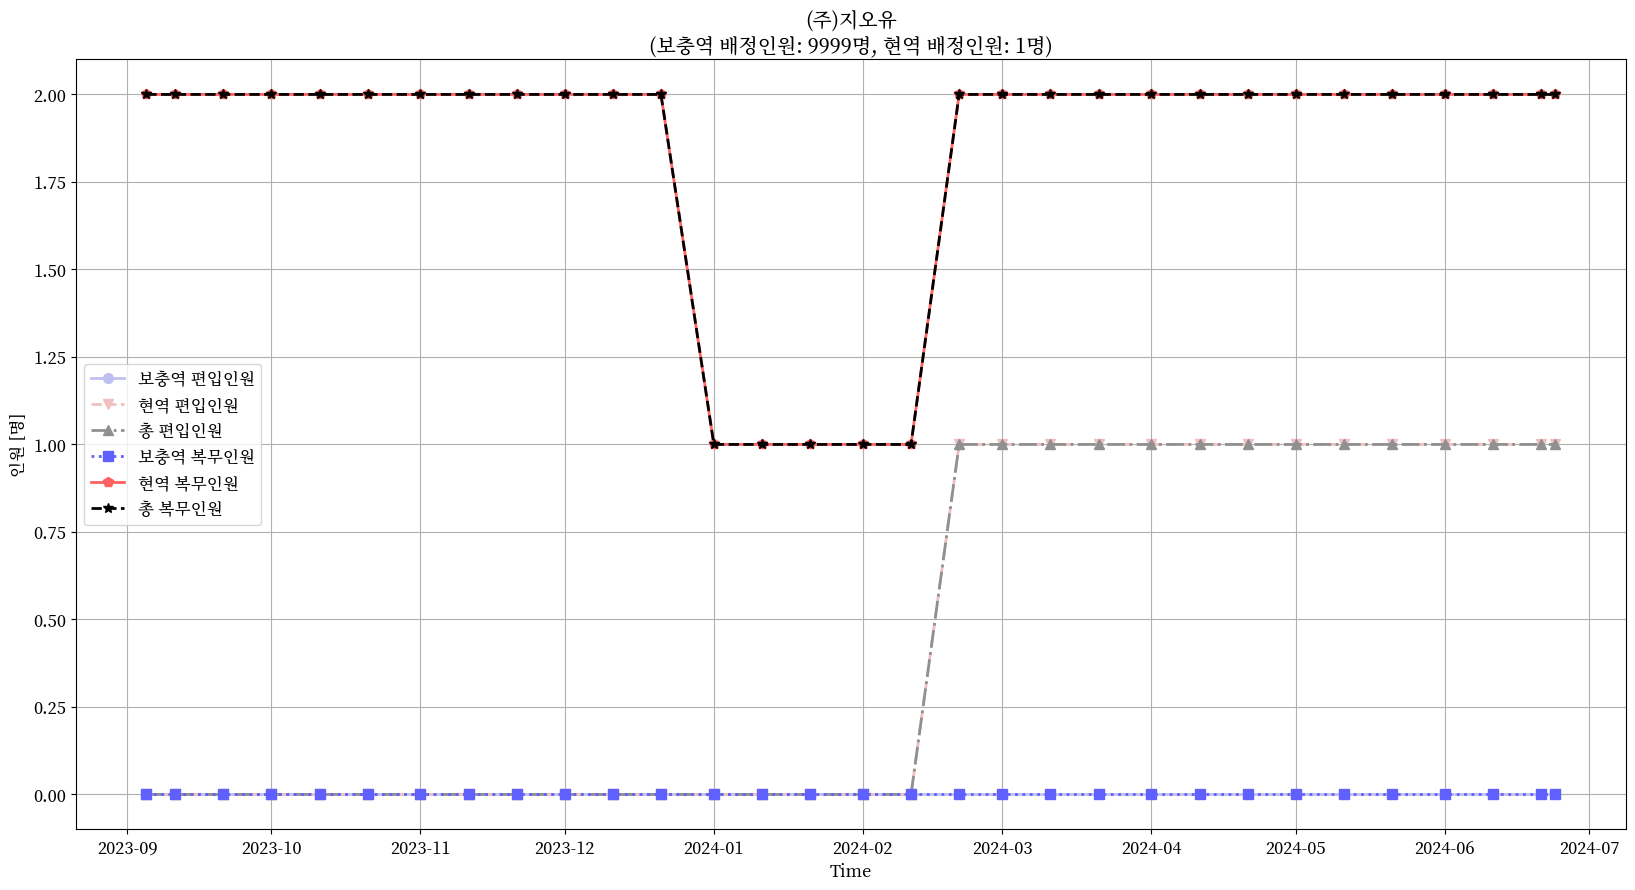 (주)지오유
(보충역 배정인원: 9999명, 현역 배정인원: 1명)
2.00
1.75
1.50
1.25
1.00
0.75
0.50
0.25
0.00
인원 [명]
보충역 편입인원
현역 편입인원
총 편입인원
보충역 복무인원
현역 복무인원
총 복무인원
2023-09
2023-10
2023-11
2023-12
2024-01
2024-02
2024-03
2024-04
2024-05
2024-06
2024-07
Time